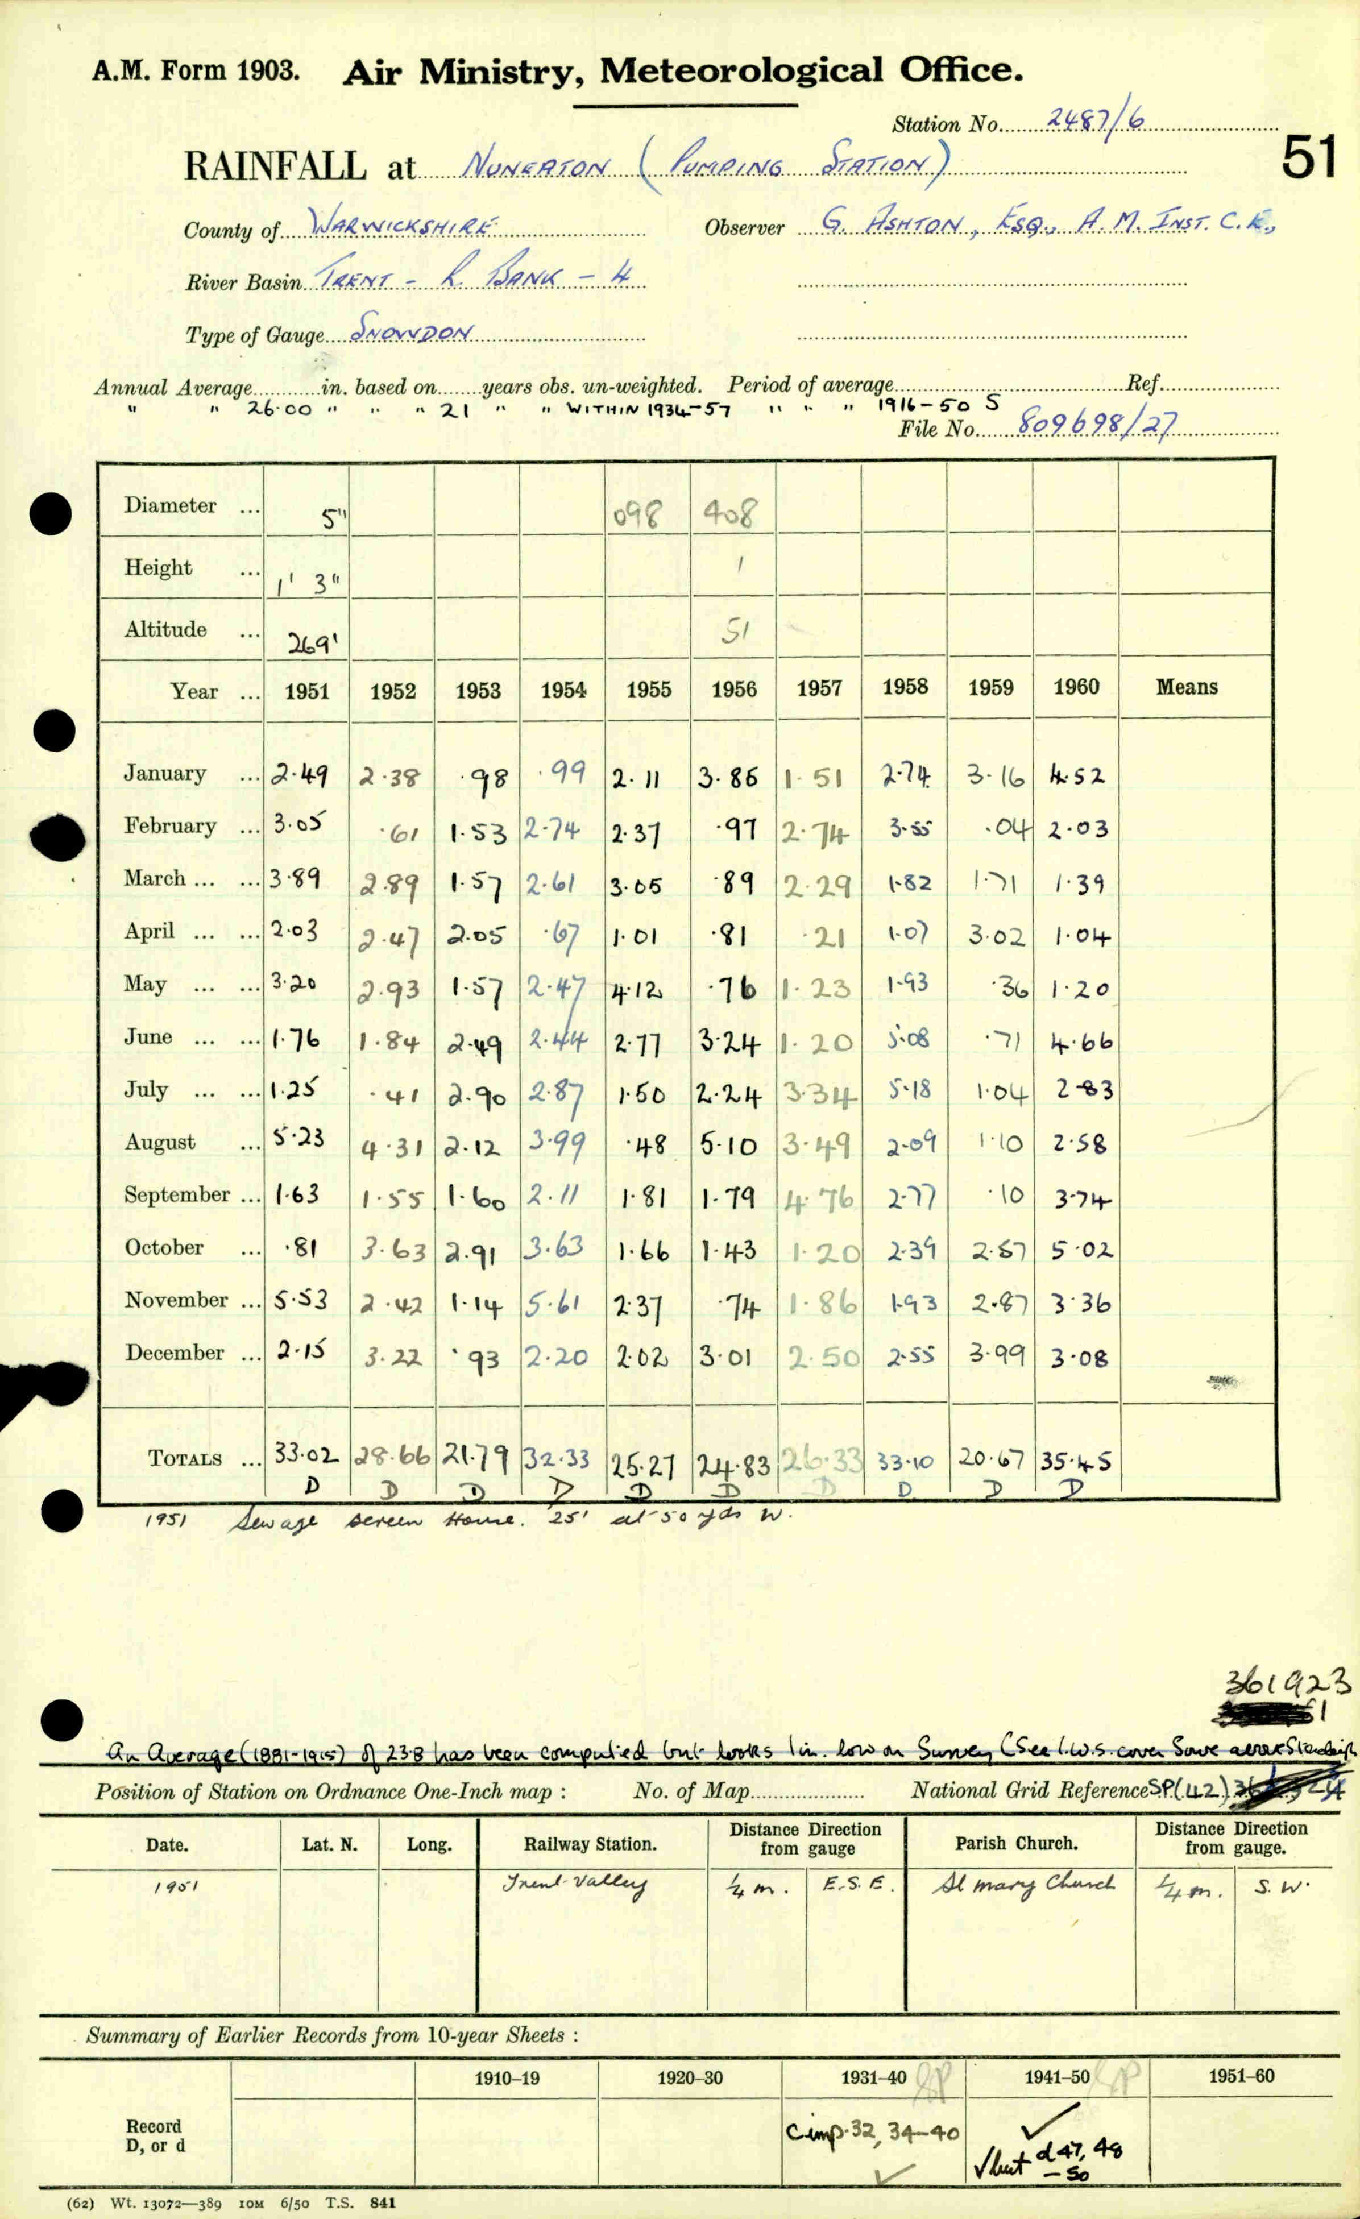 A.M. Form 1903. Air Ministry, Meteorological Office.
Station No. 2487/6
51
RAINFALL at NUNEATON (PUMPING STATION)
County of WARWICKSHIRE Observer G. ASHTON, ESQ., A.M. INST. C.E.,
River Basin TRENT - R. BANK - 4
Type of Gauge SNOWDON
Annual Average in. based on years obs. un-weighted. Period of average Ref.
" " 26.00 " " " 21 " " WITHIN 1934-57 " " " 1916-50 S
File No. 809698/27
Diameter ... 5" 098 408
Height ... 1' 3" 1
Altitude ... 269' 51
Year ... 1951 1952 1953 1954 1955 1956 1957 1958 1959 1960 Means
January ... 2.49 2.38 .98 .99 2.11 3.86 1.51 2.74 3.16 4.52
February ... 3.05 .61 1.53 2.74 2.37 .97 2.74 3.55 .04 2.03
March ... ... 3.89 2.89 1.57 2.61 3.05 .89 2.29 1.82 1.71 1.39
April ... ... 2.03 2.47 2.05 .67 1.01 .81 .21 1.07 3.02 1.04
May ... ... 3.20 2.93 1.57 2.47 4.12 .76 1.23 1.93 .36 1.20
June ... ... 1.76 1.84 2.49 2.44 2.77 3.24 1.20 5.08 .71 4.66
July ... ... 1.25 .41 2.90 2.87 1.50 2.24 3.34 5.18 1.04 2.83
August ... 5.23 4.31 2.12 3.99 .48 5.10 3.49 2.09 1.10 2.58
September ... 1.63 1.55 1.60 2.11 1.81 1.79 4.76 2.77 .10 3.74
October ... .81 3.63 2.91 3.63 1.66 1.43 1.20 2.39 2.57 5.02
November ... 5.53 2.42 1.14 5.61 2.37 .74 1.86 1.93 2.87 3.36
December ... 2.15 3.22 .93 2.20 2.02 3.01 2.50 2.55 3.99 3.08
TOTALS ... 33.02 28.66 21.79 32.33 25.27 24.83 26.33 33.10 20.67 35.45
D D D D D D D D D D
1951 Sewage screen House. 25' at 50 yds W.
361923
An Average (1881-1915) of 23.8 has been computed but looks 1 in. low on Survey (See I.W.S. cover Sowe
Position of Station on Ordnance One-Inch map : No. of Map National Grid Reference SP(42)
Date. Lat. N. Long. Railway Station. Distance from gauge Direction Parish Church. Distance from gauge. Direction
1951 Trent Valley ¼ m. E.S.E. St Mary Church ¼ m. S.W.
Summary of Earlier Records from 10-year Sheets :
1910–19 1920–30 1931–40 SP 1941–50 SP 1951–60
Record D, or d Cimp. 32, 34-40 ✓ ✓ ✓ but d 47, 48 - 50
(62) Wt. 13072—389 10M 6/50 T.S. 841